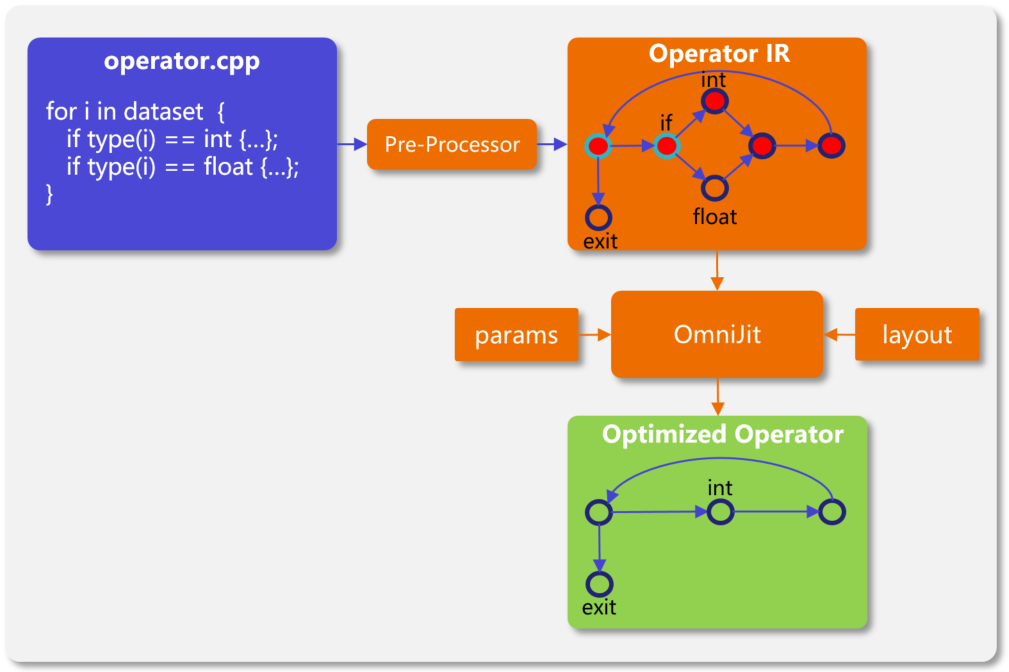 operator.cpp
for i in dataset {
if type(i) == int {...};
if type(i) == float {...};
}
Pre-Processor
Operator IR
int
if
float
exit
params
OmniJit
layout
Optimized Operator
int
exit